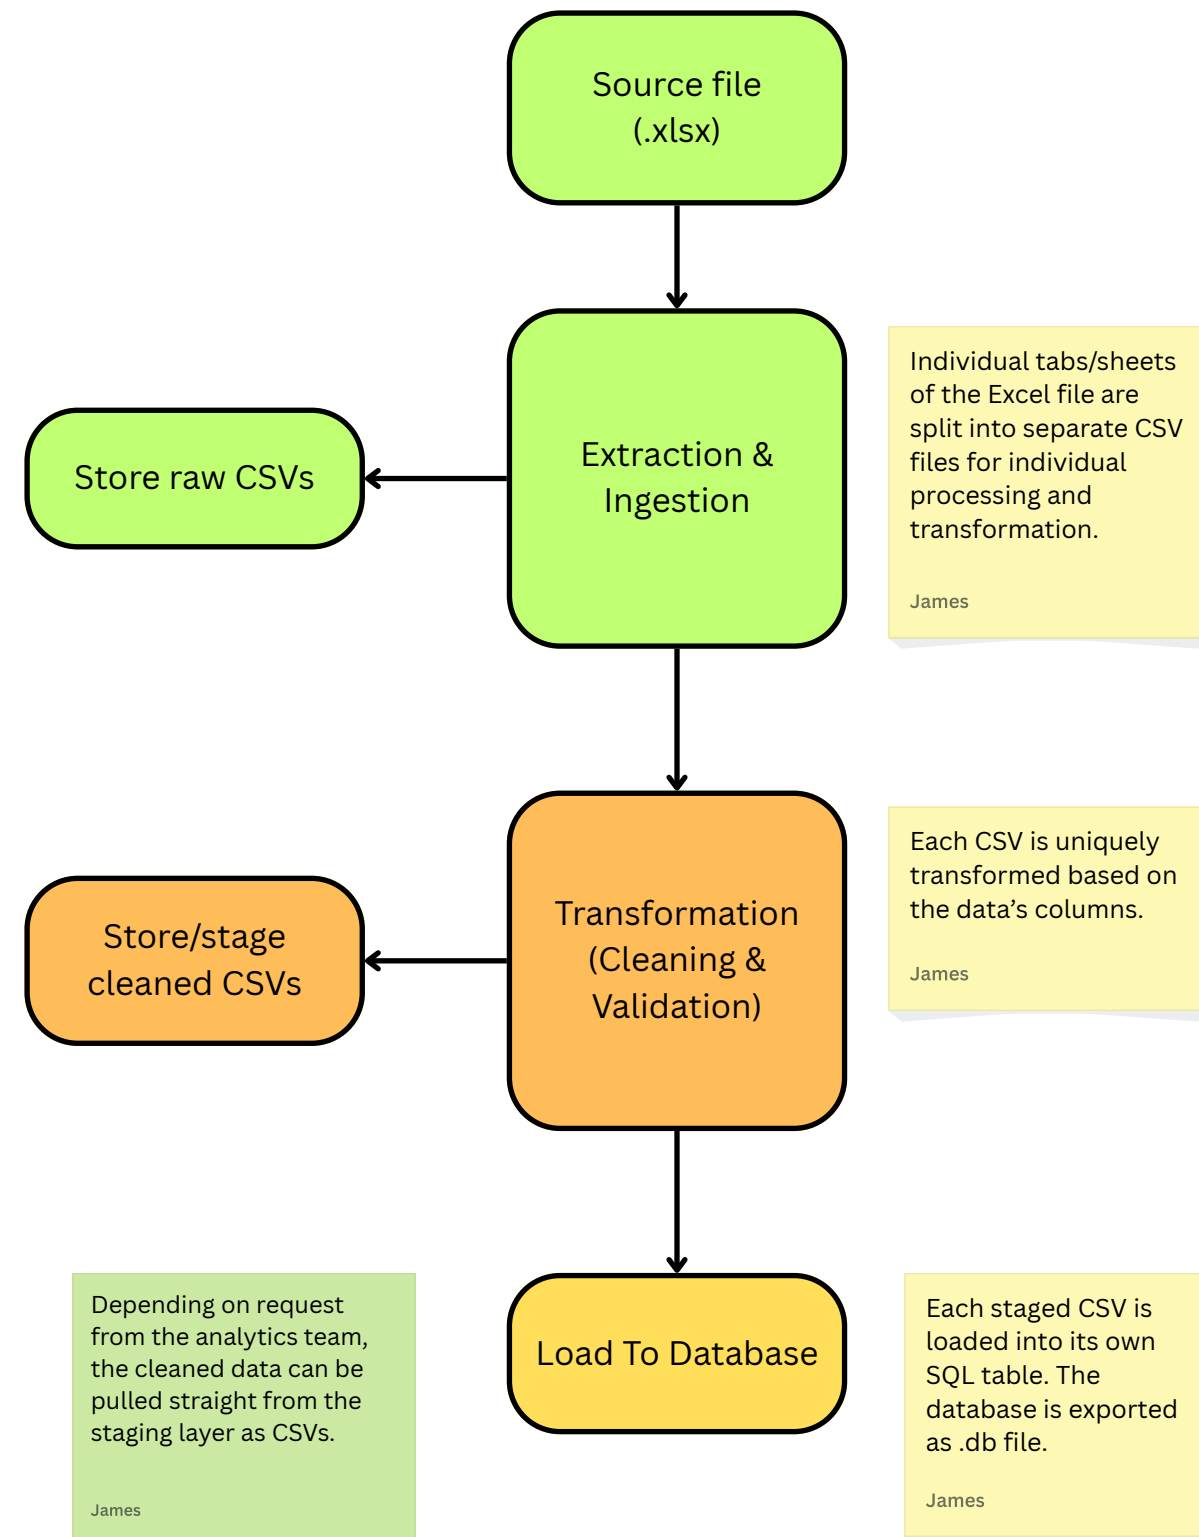 Source file
(.xlsx)
Extraction &
Ingestion
Individual tabs/sheets
of the Excel file are
split into separate CSV
files for individual
processing and
transformation.
James
Store raw CSVs
Transformation
(Cleaning &
Validation)
Each CSV is uniquely
transformed based on
the data’s columns.
James
Store/stage
cleaned CSVs
Load To Database
Depending on request
from the analytics team,
the cleaned data can be
pulled straight from the
staging layer as CSVs.
James
Each staged CSV is
loaded into its own
SQL table. The
database is exported
as .db file.
James